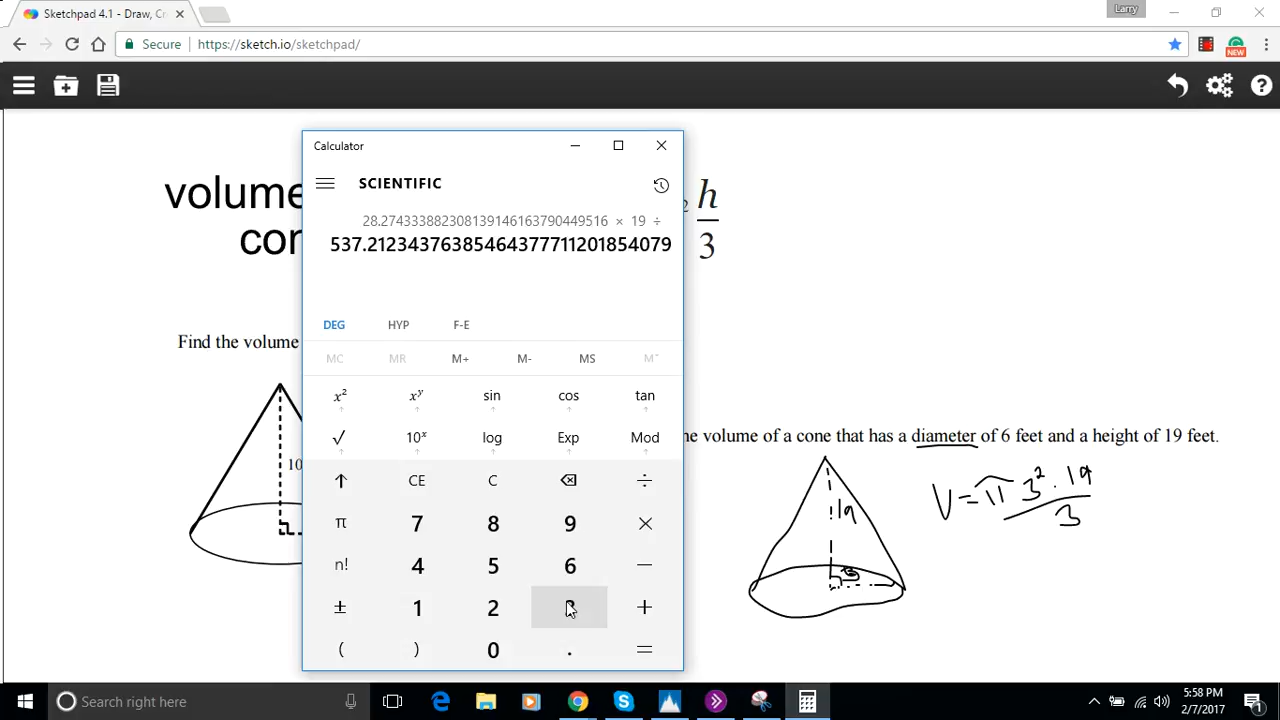 Sketchpad 4.1 - Draw, Cr
Larry
Secure
https://sketch.io/sketchpad/
NEW
volume
con
2 h
3
Calculator
SCIENTIFIC
28.274333882308139146163790449516 × 19 ÷
537.21234376385464377711201854079
DEG HYP F-E
MC MR M+ M- MS M˅
x² xʸ sin cos tan
√ 10ˣ log Exp Mod
↑ CE C ÷
π 7 8 9 ×
n! 4 5 6 −
± 1 2 3 +
( ) 0 . =
Find the volume
10
he volume of a cone that has a diameter of 6 feet and a height of 19 feet.
19
3
V = π 3² · 19
3
Search right here
5:58 PM
2/7/2017
1